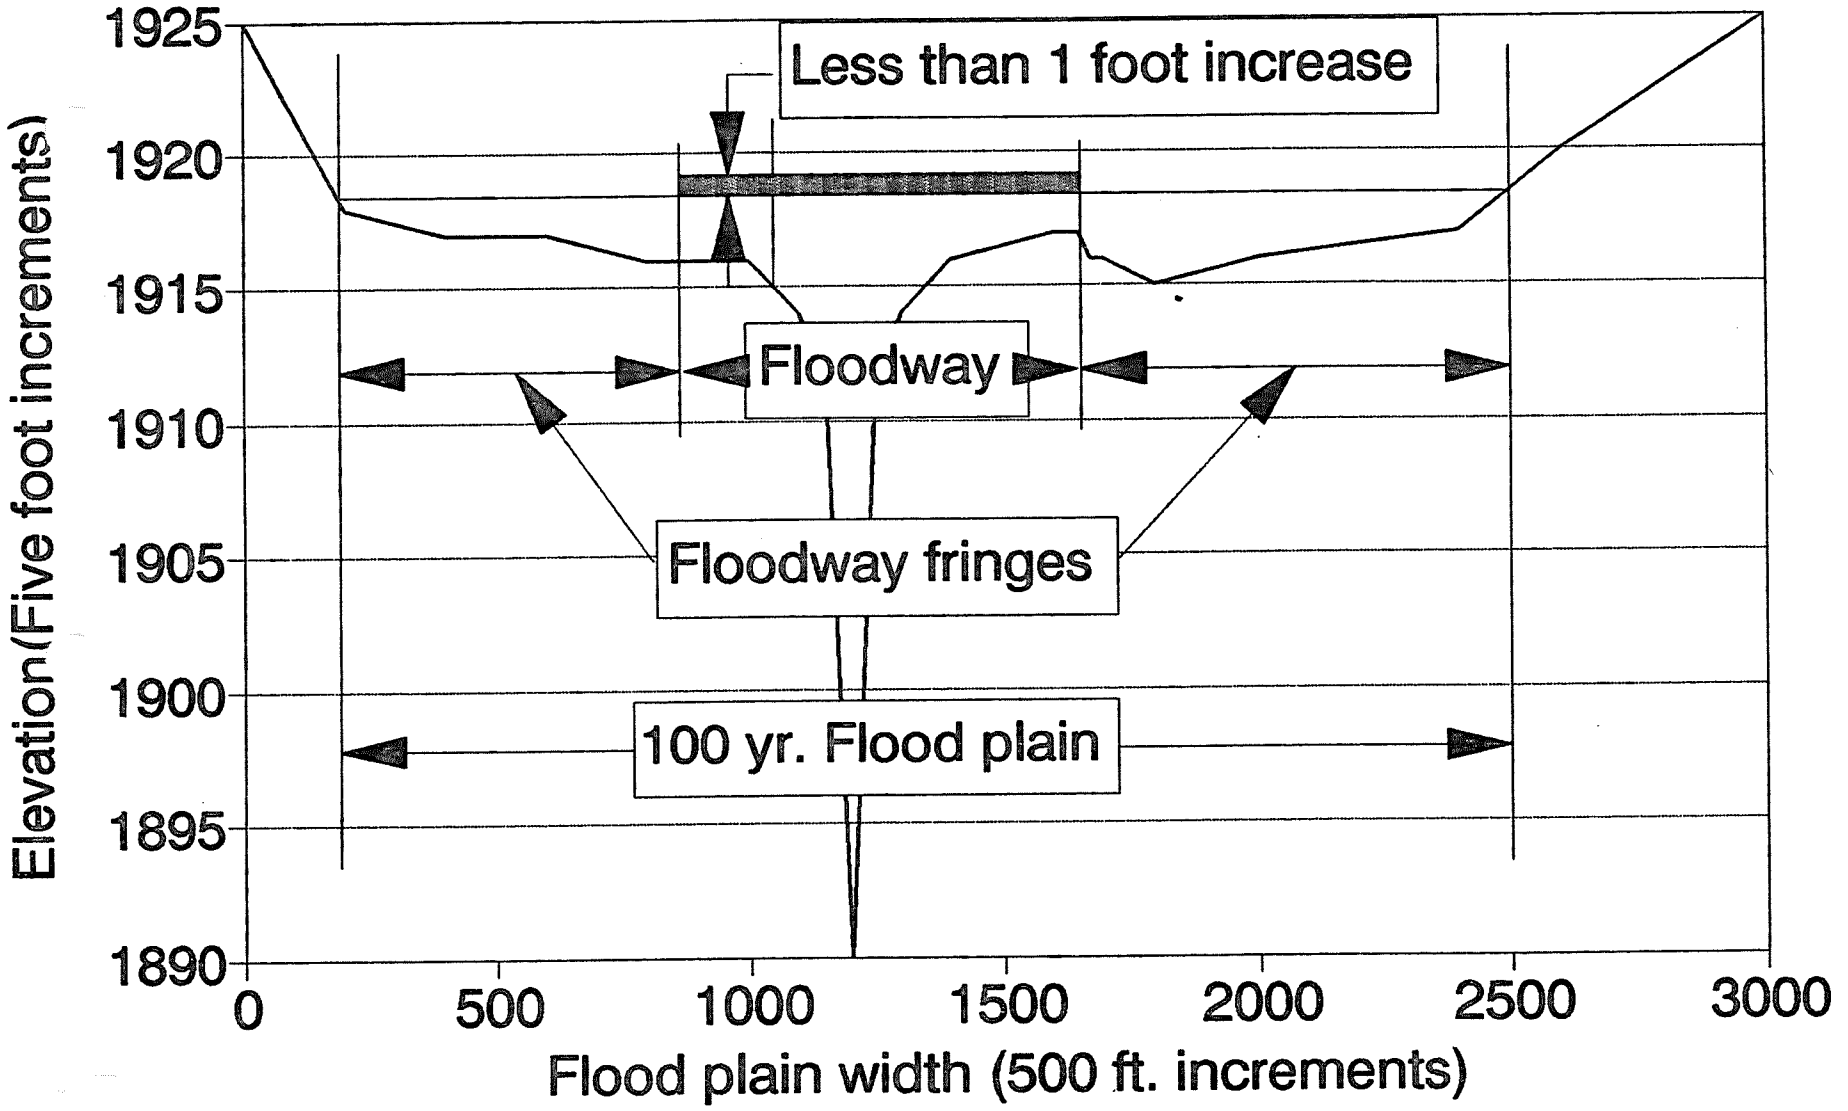 1925
Less than 1 foot increase
1920
1915
Floodway
1910
Floodway fringes
1905
1900
100 yr. Flood plain
1895
1890
Elevation(Five foot increments)
0 500 1000 1500 2000 2500 3000
Flood plain width (500 ft. increments)